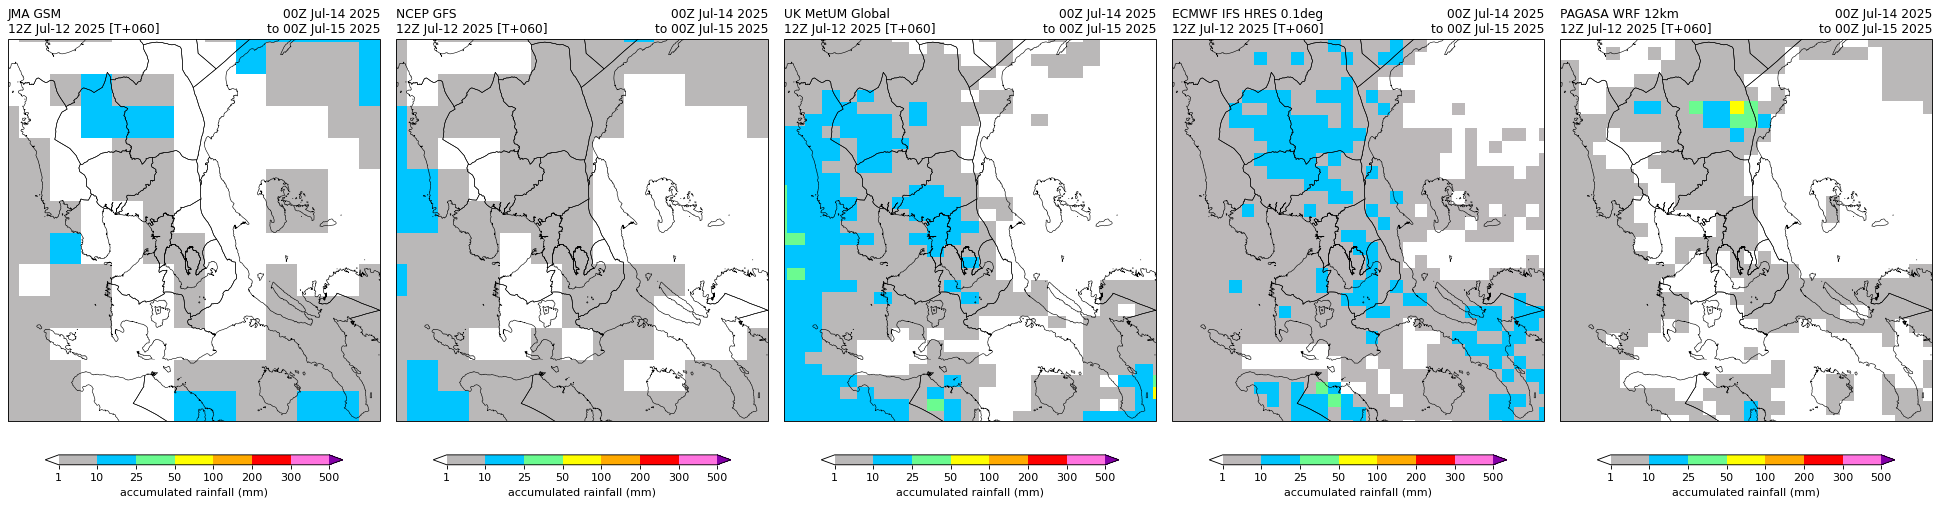 JMA GSM 00Z Jul-14 2025
12Z Jul-12 2025 [T+060] to 00Z Jul-15 2025
NCEP GFS 00Z Jul-14 2025
12Z Jul-12 2025 [T+060] to 00Z Jul-15 2025
UK MetUM Global 00Z Jul-14 2025
12Z Jul-12 2025 [T+060] to 00Z Jul-15 2025
ECMWF IFS HRES 0.1deg 00Z Jul-14 2025
12Z Jul-12 2025 [T+060] to 00Z Jul-15 2025
PAGASA WRF 12km 00Z Jul-14 2025
12Z Jul-12 2025 [T+060] to 00Z Jul-15 2025
1 10 25 50 100 200 300 500
accumulated rainfall (mm)
1 10 25 50 100 200 300 500
accumulated rainfall (mm)
1 10 25 50 100 200 300 500
accumulated rainfall (mm)
1 10 25 50 100 200 300 500
accumulated rainfall (mm)
1 10 25 50 100 200 300 500
accumulated rainfall (mm)